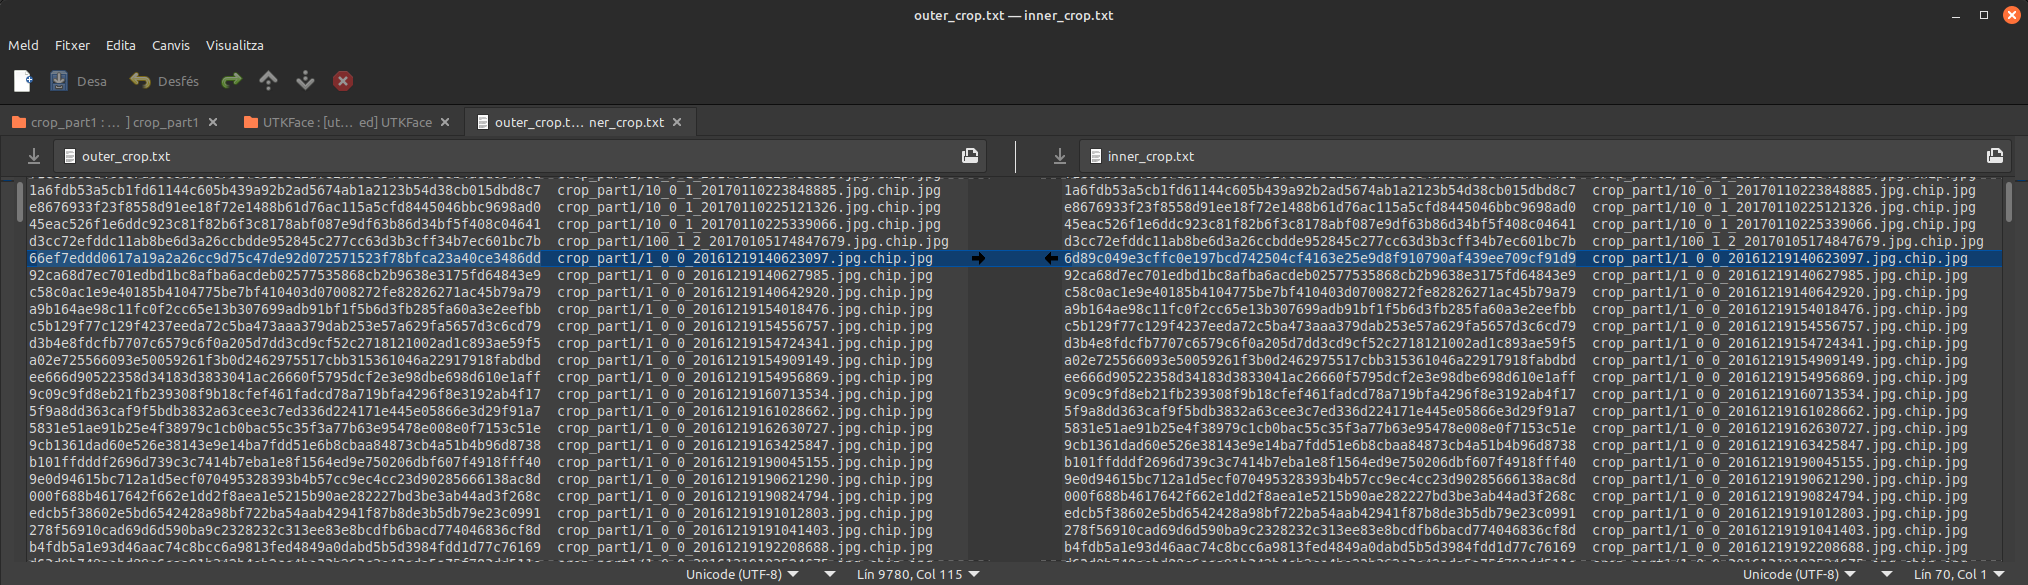 outer_crop.txt — inner_crop.txt
Meld Fitxer Edita Canvis Visualitza
Desa Desfés
crop_part1 : ... ] crop_part1 UTKFace : [ut... ed] UTKFace outer_crop.t... ner_crop.txt
outer_crop.txt inner_crop.txt
1a6fdb53a5cb1fd61144c605b439a92b2ad5674ab1a2123b54d38cb015dbd8c7 crop_part1/10_0_1_20170110223848885.jpg.chip.jpg 1a6fdb53a5cb1fd61144c605b439a92b2ad5674ab1a2123b54d38cb015dbd8c7 crop_part1/10_0_1_20170110223848885.jpg.chip.jpg
e8676933f23f8558d91ee18f72e1488b61d76ac115a5cfd8445046bbc9698ad0 crop_part1/10_0_1_20170110225121326.jpg.chip.jpg e8676933f23f8558d91ee18f72e1488b61d76ac115a5cfd8445046bbc9698ad0 crop_part1/10_0_1_20170110225121326.jpg.chip.jpg
45eac526f1e6ddc923c81f82b6f3c8178abf087e9df63b86d34bf5f408c04641 crop_part1/10_0_1_20170110225339066.jpg.chip.jpg 45eac526f1e6ddc923c81f82b6f3c8178abf087e9df63b86d34bf5f408c04641 crop_part1/10_0_1_20170110225339066.jpg.chip.jpg
d3cc72efddc11ab8be6d3a26ccbdde952845c277cc63d3b3cff34b7ec601bc7b crop_part1/100_1_2_20170105174847679.jpg.chip.jpg d3cc72efddc11ab8be6d3a26ccbdde952845c277cc63d3b3cff34b7ec601bc7b crop_part1/100_1_2_20170105174847679.jpg.chip.jpg
66ef7eddd0617a19a2a26cc9d75c47de92d072571523f78bfca23a40ce3486dd crop_part1/1_0_0_20161219140623097.jpg.chip.jpg 6d89c049e3cffc0e197bcd742504cf4163e25e9d8f910790af439ee709cf91d9 crop_part1/1_0_0_20161219140623097.jpg.chip.jpg
92ca68d7ec701edbd1bc8afba6acdeb02577535868cb2b9638e3175fd64843e9 crop_part1/1_0_0_20161219140627985.jpg.chip.jpg 92ca68d7ec701edbd1bc8afba6acdeb02577535868cb2b9638e3175fd64843e9 crop_part1/1_0_0_20161219140627985.jpg.chip.jpg
c58c0ac1e9e40185b4104775be7bf410403d07008272fe82826271ac45b79a79 crop_part1/1_0_0_20161219140642920.jpg.chip.jpg c58c0ac1e9e40185b4104775be7bf410403d07008272fe82826271ac45b79a79 crop_part1/1_0_0_20161219140642920.jpg.chip.jpg
a9b164ae98c11fc0f2cc65e13b307699adb91bf1f5b6d3fb285fa60a3e2eefbb crop_part1/1_0_0_20161219154018476.jpg.chip.jpg a9b164ae98c11fc0f2cc65e13b307699adb91bf1f5b6d3fb285fa60a3e2eefbb crop_part1/1_0_0_20161219154018476.jpg.chip.jpg
c5b129f77c129f4237eeda72c5ba473aaa379dab253e57a629fa5657d3c6cd79 crop_part1/1_0_0_20161219154556757.jpg.chip.jpg c5b129f77c129f4237eeda72c5ba473aaa379dab253e57a629fa5657d3c6cd79 crop_part1/1_0_0_20161219154556757.jpg.chip.jpg
d3b4e8fdcfb7707c6579c6f0a205d7dd3cd9cf52c2718121002ad1c893ae59f5 crop_part1/1_0_0_20161219154724341.jpg.chip.jpg d3b4e8fdcfb7707c6579c6f0a205d7dd3cd9cf52c2718121002ad1c893ae59f5 crop_part1/1_0_0_20161219154724341.jpg.chip.jpg
a02e725566093e50059261f3b0d2462975517cbb315361046a22917918fabdbd crop_part1/1_0_0_20161219154909149.jpg.chip.jpg a02e725566093e50059261f3b0d2462975517cbb315361046a22917918fabdbd crop_part1/1_0_0_20161219154909149.jpg.chip.jpg
ee666d90522358d34183d3833041ac26660f5795dcf2e3e98dbe698d610e1aff crop_part1/1_0_0_20161219154956869.jpg.chip.jpg ee666d90522358d34183d3833041ac26660f5795dcf2e3e98dbe698d610e1aff crop_part1/1_0_0_20161219154956869.jpg.chip.jpg
9c09c9fd8eb21fb239308f9b18cfef461fadcd78a719bfa4296f8e3192ab4f17 crop_part1/1_0_0_20161219160713534.jpg.chip.jpg 9c09c9fd8eb21fb239308f9b18cfef461fadcd78a719bfa4296f8e3192ab4f17 crop_part1/1_0_0_20161219160713534.jpg.chip.jpg
5f9a8dd363caf9f5bdb3832a63cee3c7ed336d224171e445e05866e3d29f91a7 crop_part1/1_0_0_20161219161028662.jpg.chip.jpg 5f9a8dd363caf9f5bdb3832a63cee3c7ed336d224171e445e05866e3d29f91a7 crop_part1/1_0_0_20161219161028662.jpg.chip.jpg
5831e51ae91b25e4f38979c1cb0bac55c35f3a77b63e95478e008e0f7153c51e crop_part1/1_0_0_20161219162630727.jpg.chip.jpg 5831e51ae91b25e4f38979c1cb0bac55c35f3a77b63e95478e008e0f7153c51e crop_part1/1_0_0_20161219162630727.jpg.chip.jpg
9cb1361dad60e526e38143e9e14ba7fdd51e6b8cbaa84873cb4a51b4b96d8738 crop_part1/1_0_0_20161219163425847.jpg.chip.jpg 9cb1361dad60e526e38143e9e14ba7fdd51e6b8cbaa84873cb4a51b4b96d8738 crop_part1/1_0_0_20161219163425847.jpg.chip.jpg
b101ffdddf2696d739c3c7414b7eba1e8f1564ed9e750206dbf607f4918fff40 crop_part1/1_0_0_20161219190045155.jpg.chip.jpg b101ffdddf2696d739c3c7414b7eba1e8f1564ed9e750206dbf607f4918fff40 crop_part1/1_0_0_20161219190045155.jpg.chip.jpg
9e0d94615bc712a1d5ecf070495328393b4b57cc9ec4cc23d90285666138ac8d crop_part1/1_0_0_20161219190621290.jpg.chip.jpg 9e0d94615bc712a1d5ecf070495328393b4b57cc9ec4cc23d90285666138ac8d crop_part1/1_0_0_20161219190621290.jpg.chip.jpg
000f688b4617642f662e1dd2f8aea1e5215b90ae282227bd3be3ab44ad3f268c crop_part1/1_0_0_20161219190824794.jpg.chip.jpg 000f688b4617642f662e1dd2f8aea1e5215b90ae282227bd3be3ab44ad3f268c crop_part1/1_0_0_20161219190824794.jpg.chip.jpg
edcb5f38602e5bd6542428a98bf722ba54aab42941f87b8de3b5db79e23c0991 crop_part1/1_0_0_20161219191012803.jpg.chip.jpg edcb5f38602e5bd6542428a98bf722ba54aab42941f87b8de3b5db79e23c0991 crop_part1/1_0_0_20161219191012803.jpg.chip.jpg
278f56910cad69d6d590ba9c2328232c313ee83e8bcdfb6bacd774046836cf8d crop_part1/1_0_0_20161219191041403.jpg.chip.jpg 278f56910cad69d6d590ba9c2328232c313ee83e8bcdfb6bacd774046836cf8d crop_part1/1_0_0_20161219191041403.jpg.chip.jpg
b4fdb5a1e93d46aac74c8bcc6a9813fed4849a0dabd5b5d3984fdd1d77c76169 crop_part1/1_0_0_20161219192208688.jpg.chip.jpg b4fdb5a1e93d46aac74c8bcc6a9813fed4849a0dabd5b5d3984fdd1d77c76169 crop_part1/1_0_0_20161219192208688.jpg.chip.jpg
Unicode (UTF-8) Lín 9780, Col 115 Unicode (UTF-8) Lín 70, Col 1